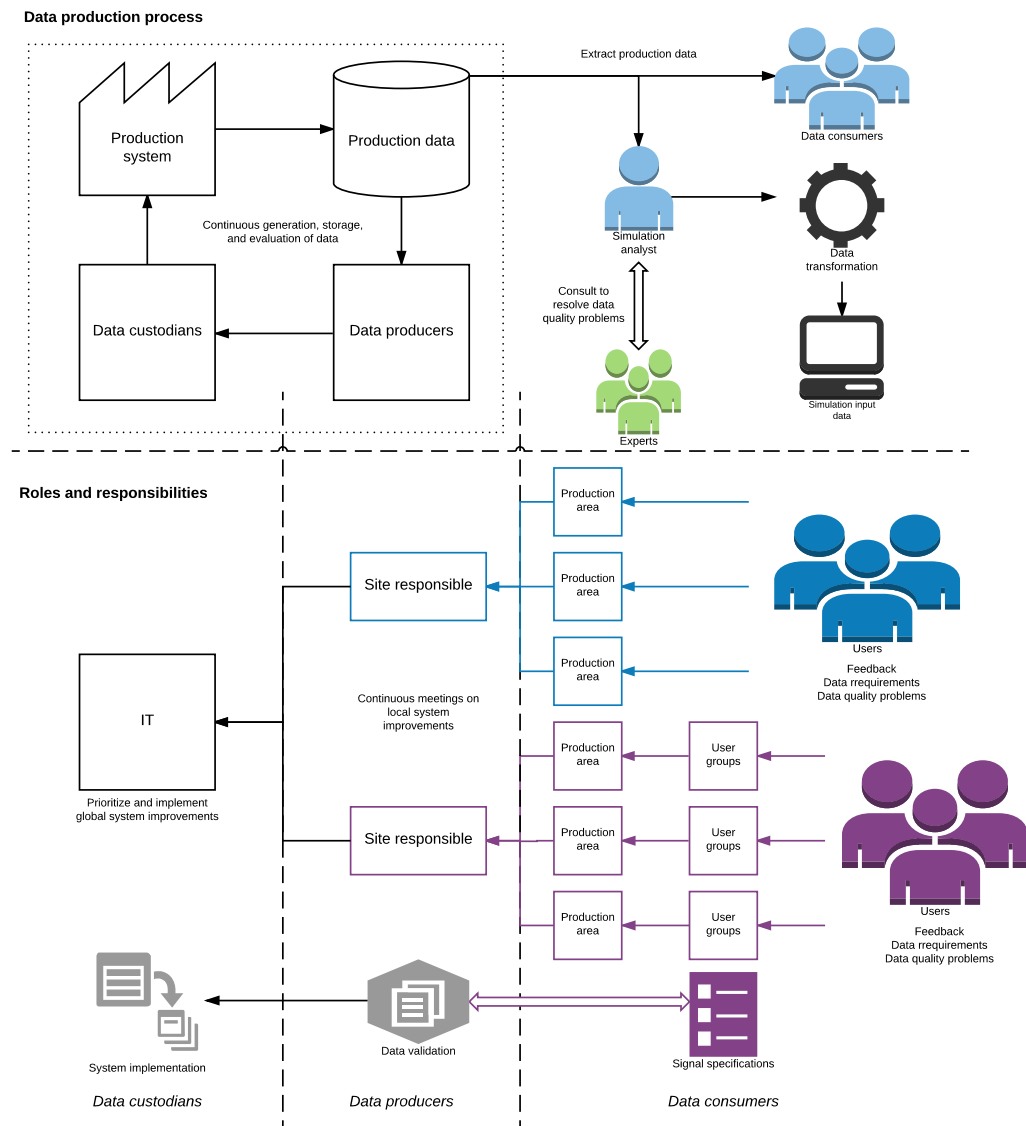 Data production process
Extract production data
Production
system
Production data
Data consumers
Continuous generation, storage,
and evaluation of data
Simulation
analyst
Data
transformation
Data custodians
Data producers
Consult to
resolve data
quality problems
Simulation input
data
Experts
Roles and responsibilities
Production
area
Site responsible
Production
area
Production
area
Users
Feedback
Data rrequirements
Data quality problems
Continuous meetings on
local system
improvements
IT
Prioritize and implement
global system improvements
Production
area
User
groups
Site responsible
Production
area
User
groups
Production
area
User
groups
Users
Feedback
Data rrequirements
Data quality problems
System implementation
Data validation
Signal specifications
Data custodians
Data producers
Data consumers